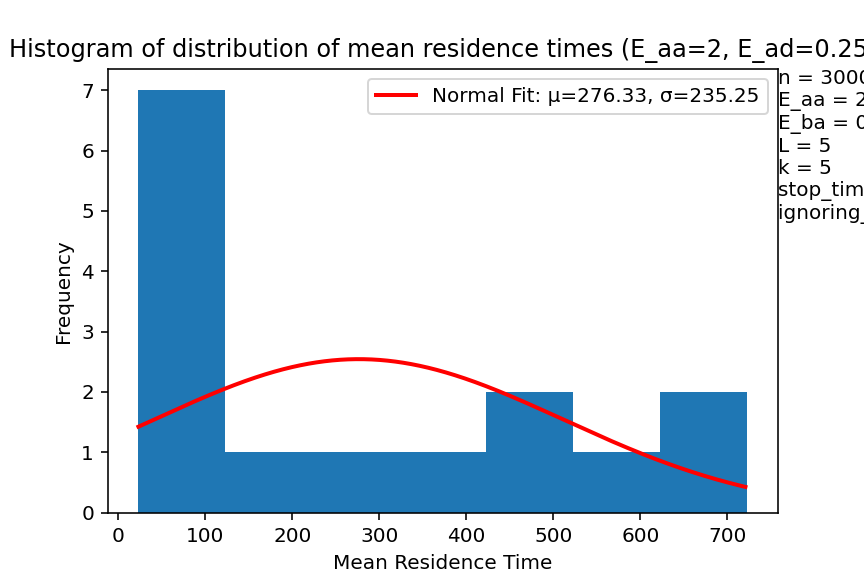 Histogram of distribution of mean residence times (E_aa=2, E_ad=0.25
Normal Fit: μ=276.33, σ=235.25
n = 3000
E_aa = 2
E_ba = 0
L = 5
k = 5
stop_tim
ignoring_
Frequency
7
6
5
4
3
2
1
0
0 100 200 300 400 500 600 700
Mean Residence Time